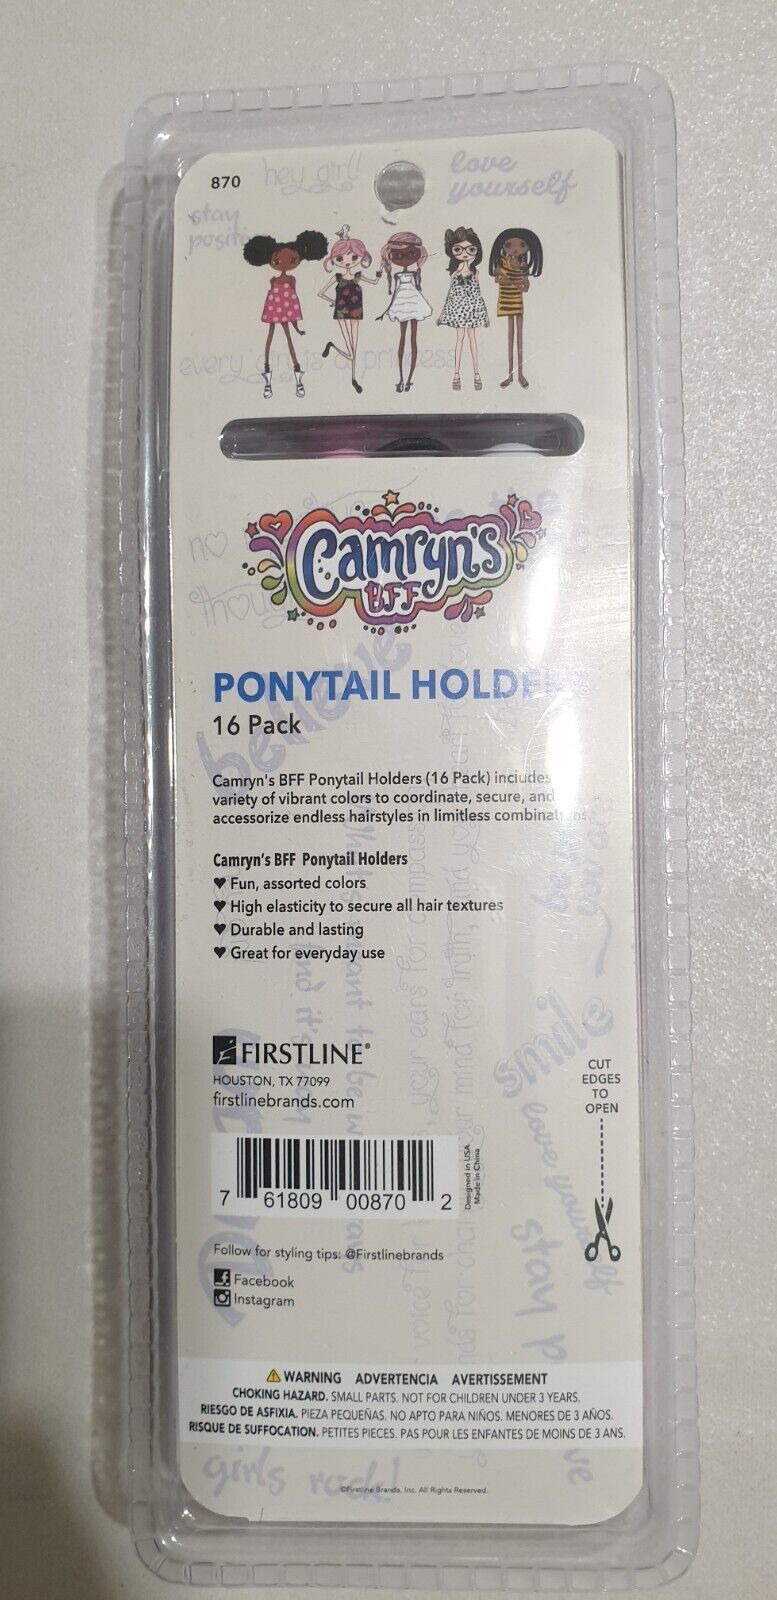 870
hey girl!
love
yourself
stay
positive
every girl is a princess
no
Camryn's
BFF
believe
PONYTAIL HOLDERS
16 Pack
Camryn's BFF Ponytail Holders (16 Pack) includes
variety of vibrant colors to coordinate, secure, and
accessorize endless hairstyles in limitless combinations.
Camryn's BFF Ponytail Holders
♥ Fun, assorted colors
♥ High elasticity to secure all hair textures
♥ Durable and lasting
♥ Great for everyday use
smile
FIRSTLINE®
HOUSTON, TX 77099
firstlinebrands.com
CUT
EDGES
TO
OPEN
love yourself
7 61809 00870 2
Designed in USA
Made in China
Follow for styling tips: @Firstlinebrands
Facebook
Instagram
stay p
WARNING ADVERTENCIA AVERTISSEMENT
CHOKING HAZARD. SMALL PARTS. NOT FOR CHILDREN UNDER 3 YEARS.
RIESGO DE ASFIXIA. PIEZA PEQUEÑAS. NO APTO PARA NIÑOS. MENORES DE 3 AÑOS.
RISQUE DE SUFFOCATION. PETITES PIECES. PAS POUR LES ENFANTES DE MOINS DE 3 ANS.
girls rock!
©Firstline Brands, Inc. All Rights Reserved.